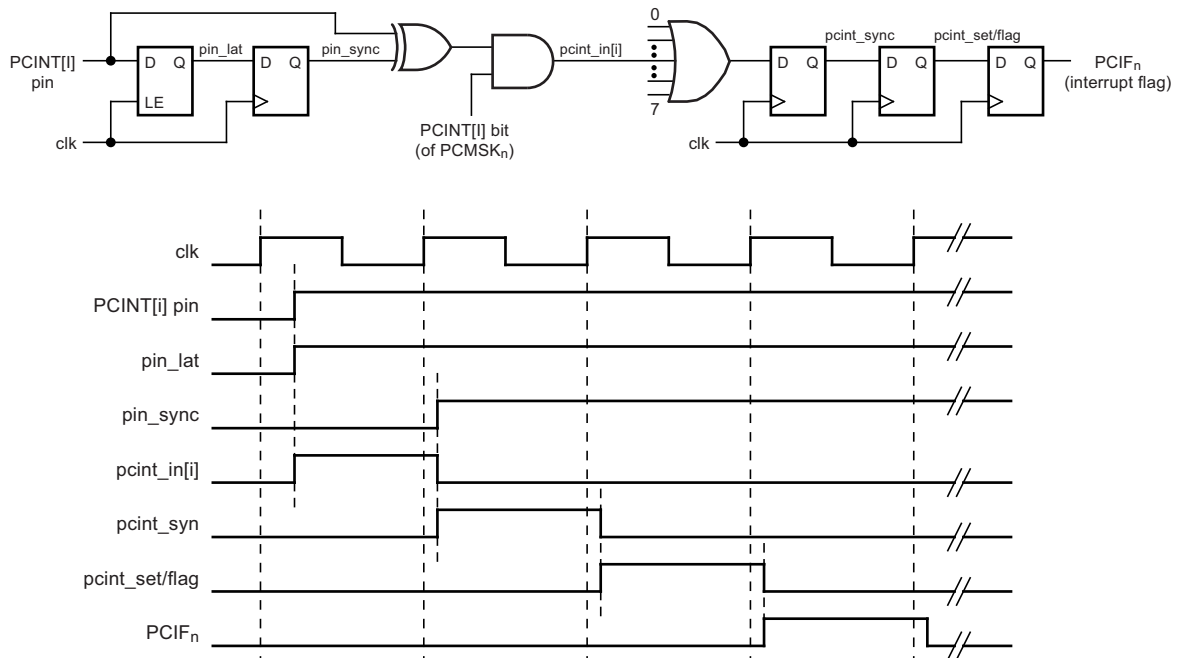 PCINT[I]
pin
D Q
LE
clk
pin_lat
D Q
pin_sync
PCINT[I] bit
(of PCMSKn)
pcint_in[i]
0
7
clk
D Q
pcint_sync
D Q
pcint_set/flag
D Q
PCIFn
(interrupt flag)
clk
PCINT[i] pin
pin_lat
pin_sync
pcint_in[i]
pcint_syn
pcint_set/flag
PCIFn